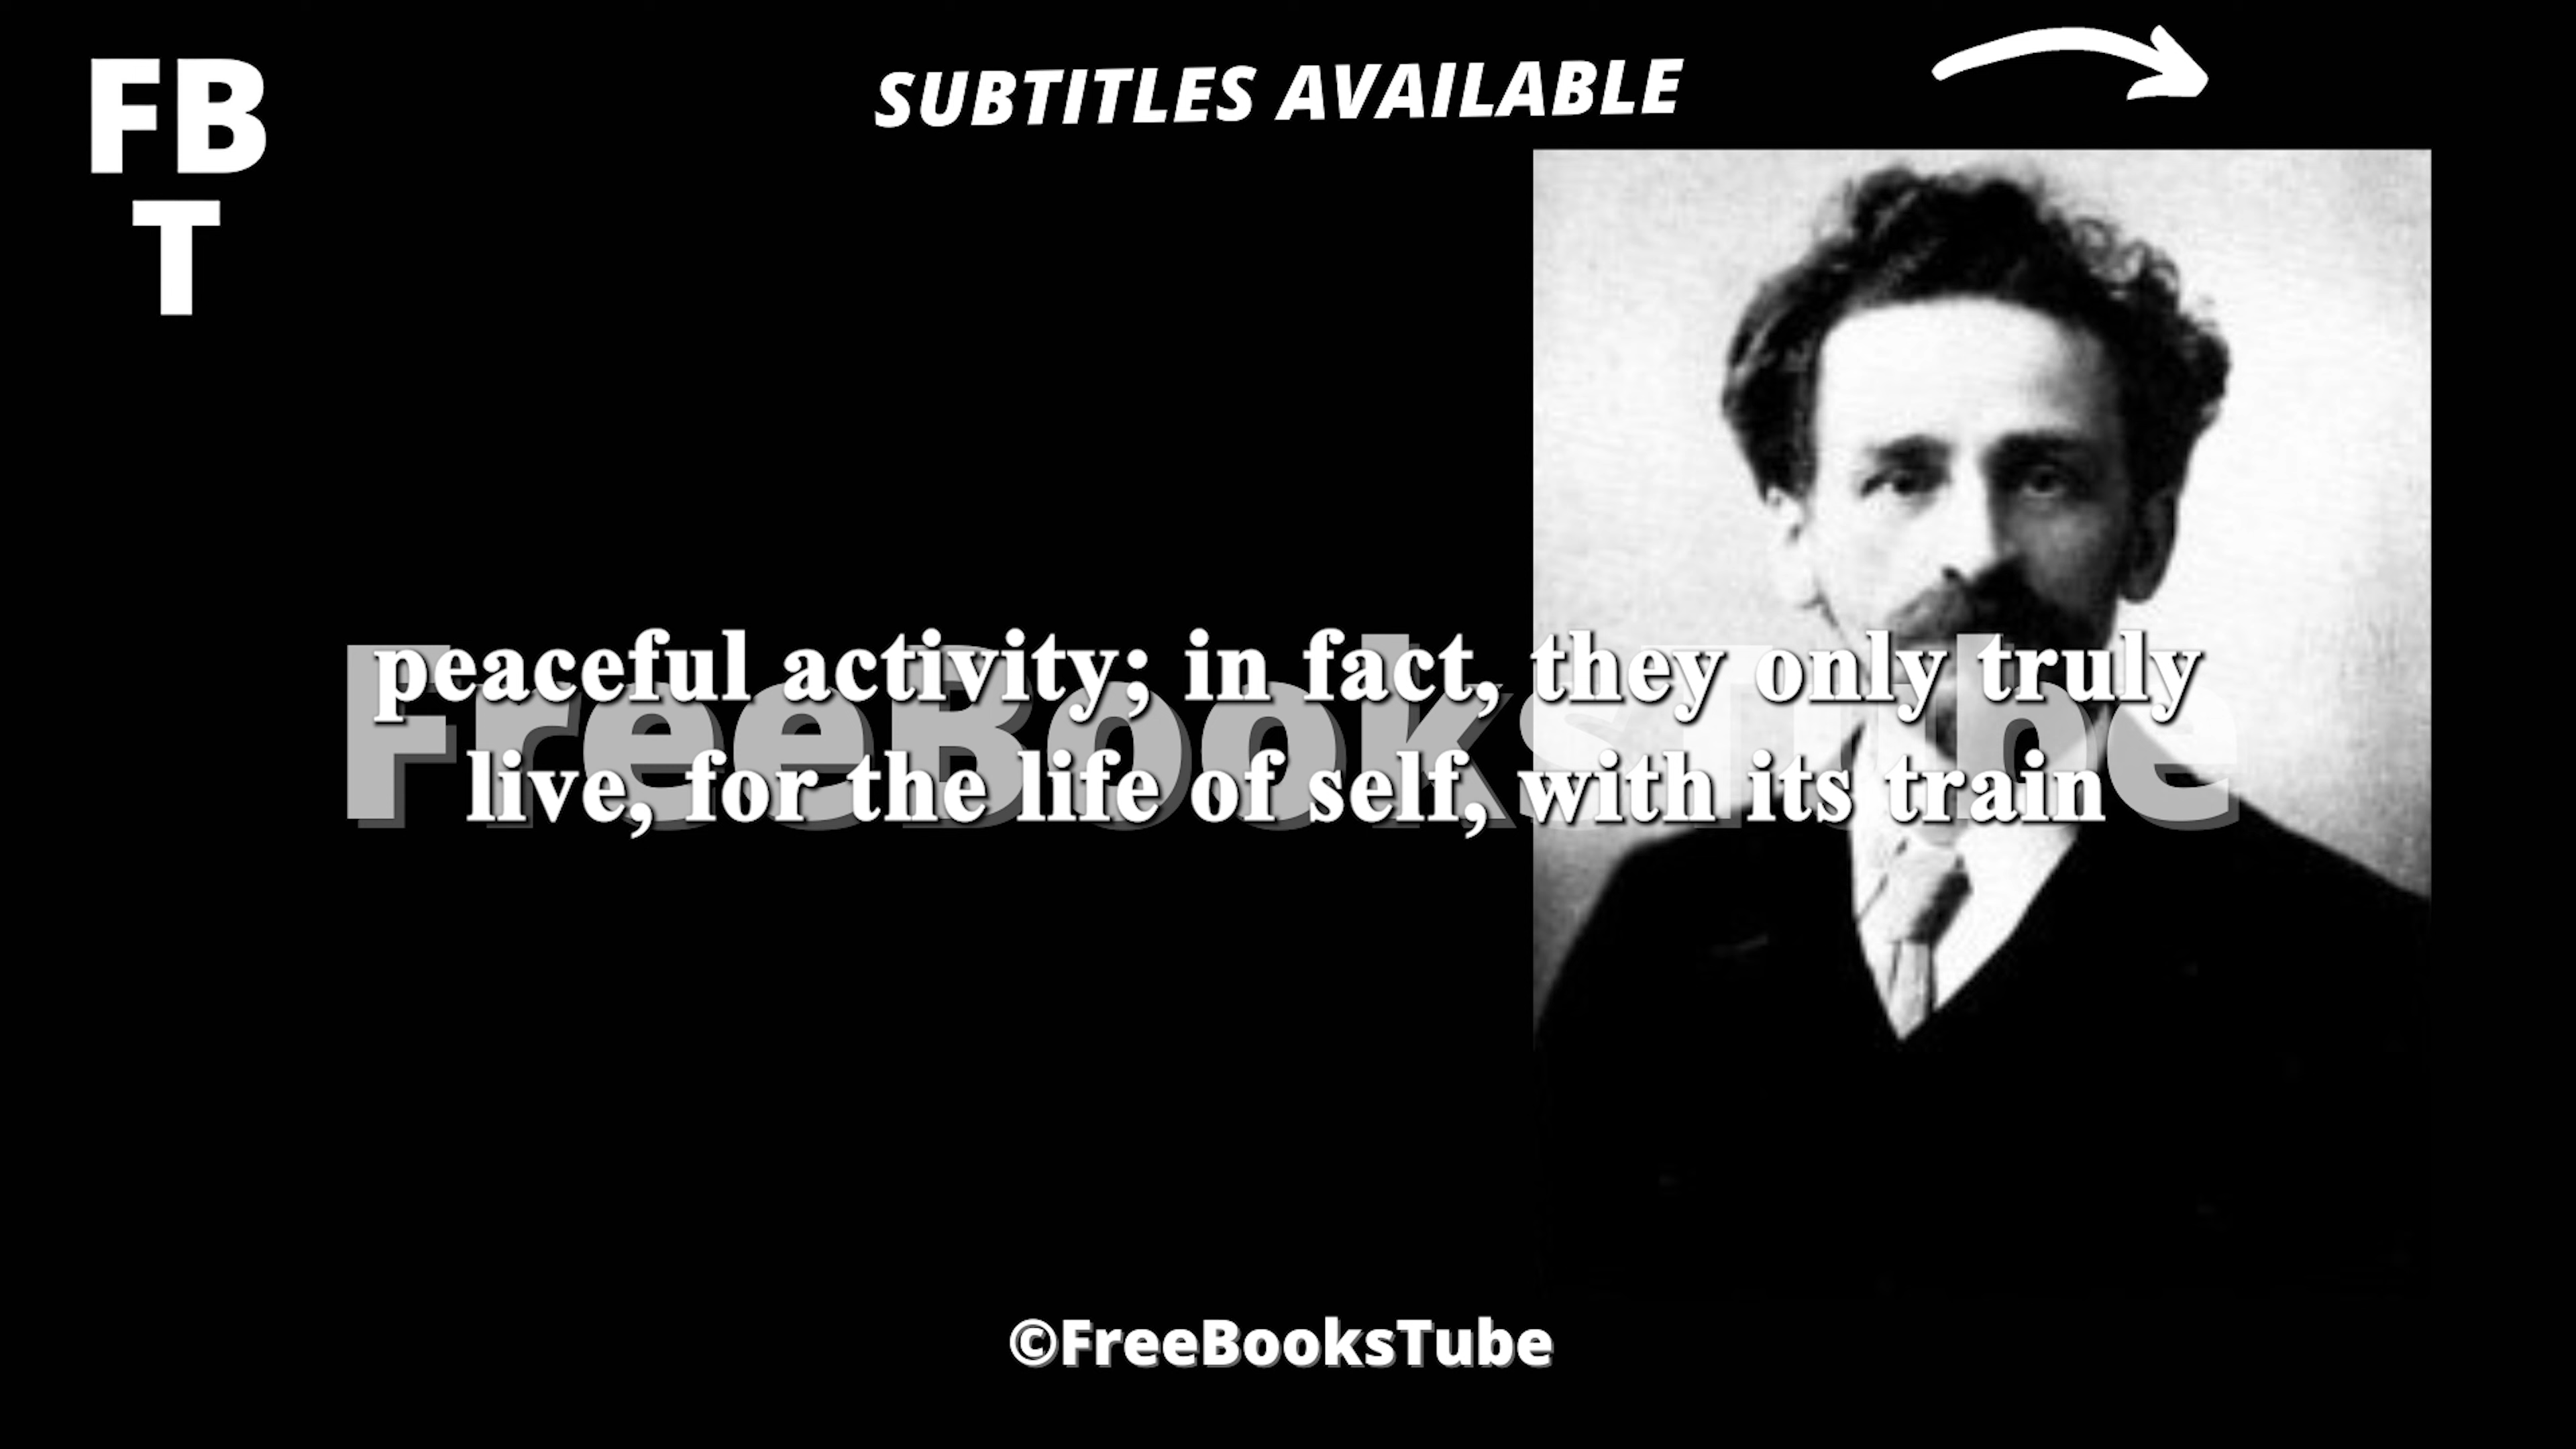 FB
T
SUBTITLES AVAILABLE
peaceful activity; in fact, they only truly
live, for the life of self, with its train
FreeBooksTube
©FreeBooksTube